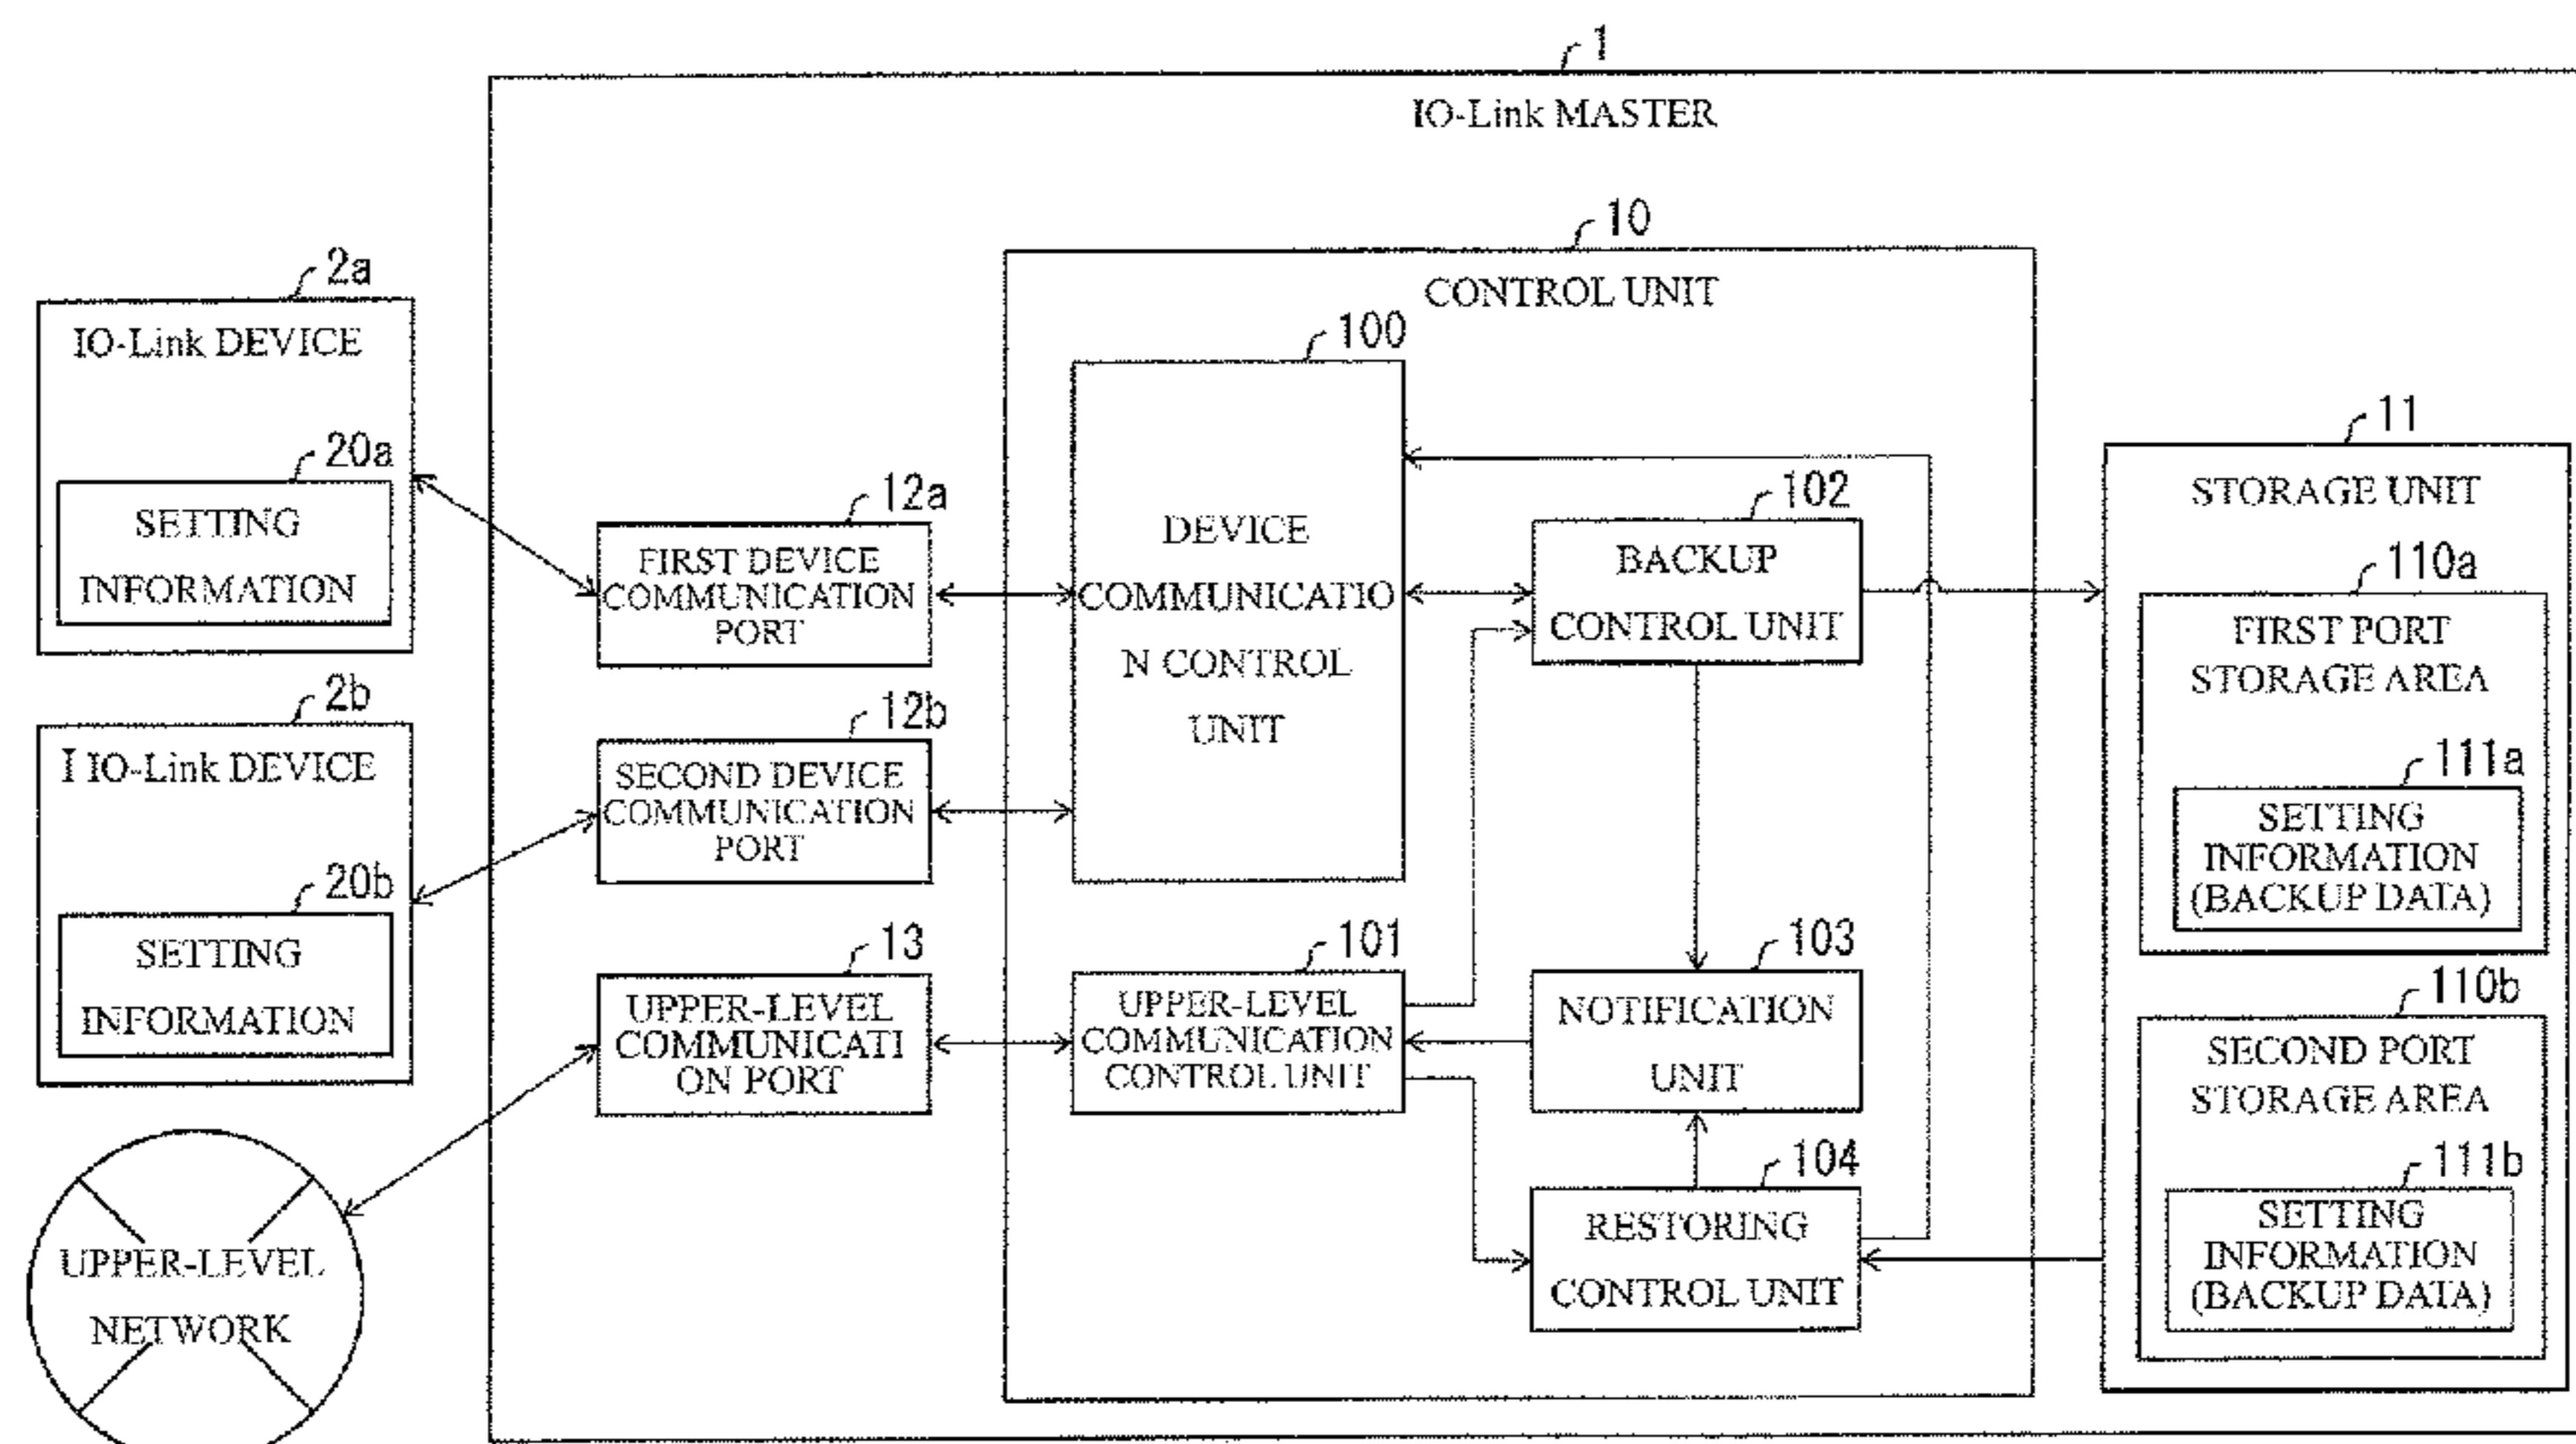 1
IO-Link MASTER
10
CONTROL UNIT
2a
IO-Link DEVICE
20a
SETTING
INFORMATION
2b
I IO-Link DEVICE
20b
SETTING
INFORMATION
UPPER-LEVEL
NETWORK
12a
FIRST DEVICE
COMMUNICATION
PORT
12b
SECOND DEVICE
COMMUNICATION
PORT
13
UPPER-LEVEL
COMMUNICATI
ON PORT
100
DEVICE
COMMUNICATIO
N CONTROL
UNIT
101
UPPER-LEVEL
COMMUNICATION
CONTROL UNIT
102
BACKUP
CONTROL UNIT
103
NOTIFICATION
UNIT
104
RESTORING
CONTROL UNIT
11
STORAGE UNIT
110a
FIRST PORT
STORAGE AREA
111a
SETTING
INFORMATION
(BACKUP DATA)
110b
SECOND PORT
STORAGE AREA
111b
SETTING
INFORMATION
(BACKUP DATA)